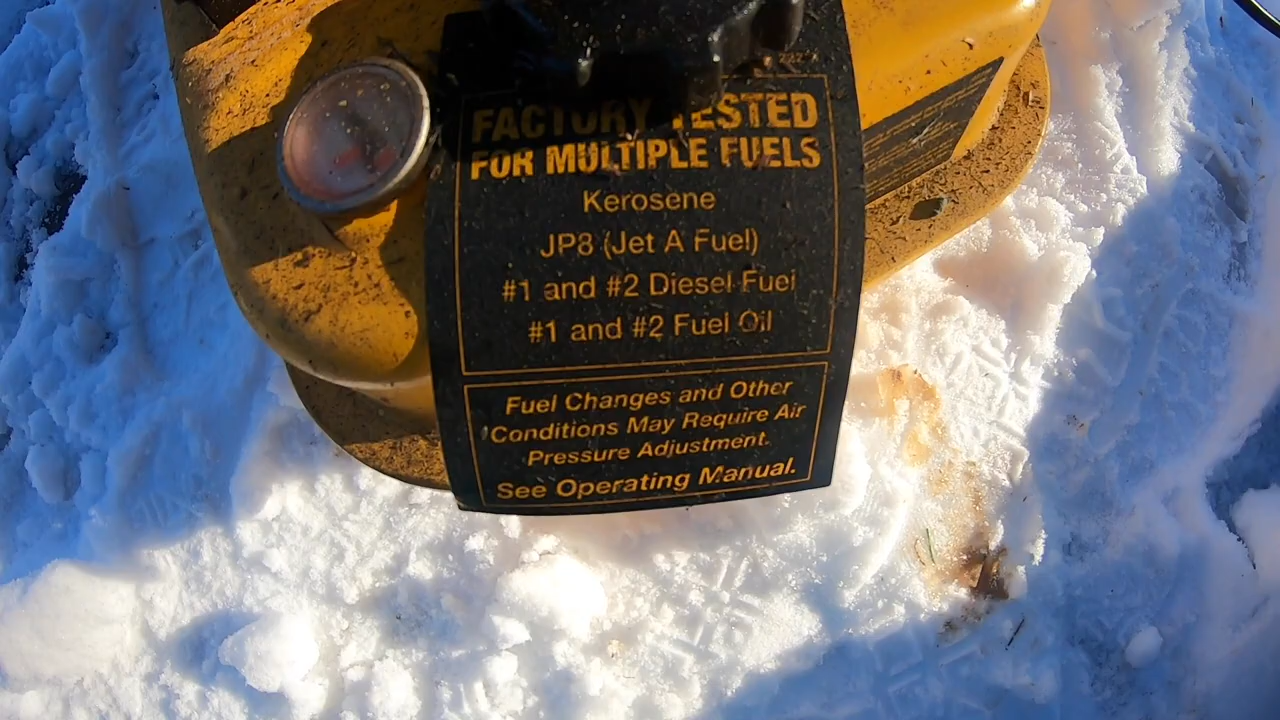 FACTORY TESTED
FOR MULTIPLE FUELS
Kerosene
JP8 (Jet A Fuel)
#1 and #2 Diesel Fuel
#1 and #2 Fuel Oil
Fuel Changes and Other
Conditions May Require Air
Pressure Adjustment.
See Operating Manual.